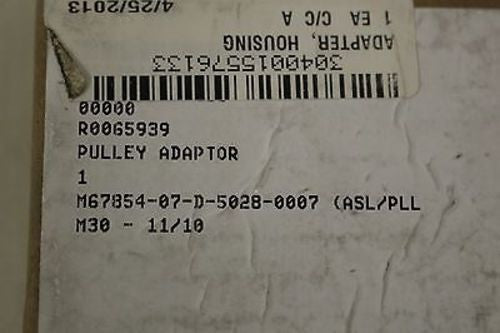 4/25/2013
1 EA C/C A
ADAPTER, HOUSING
3040015576133
00000
R0065939
PULLEY ADAPTOR
1
M67854-07-D-5028-0007 (ASL/PLL
M30 - 11/10